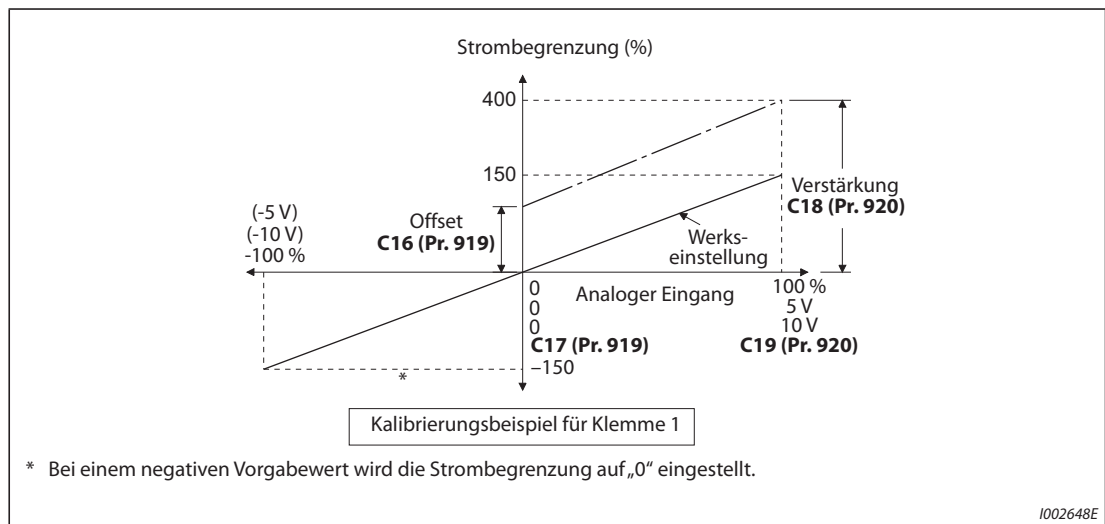 Strombegrenzung (%)
400
150
Verstärkung
C18 (Pr. 920)
(-5 V)
(-10 V)
-100 %
Offset
C16 (Pr. 919)
Werks-
einstellung
0
0
0
Analoger Eingang
100 %
5 V
10 V
C17 (Pr. 919)
C19 (Pr. 920)
–150
*
Kalibrierungsbeispiel für Klemme 1
* Bei einem negativen Vorgabewert wird die Strombegrenzung auf „0“ eingestellt.
I002648E